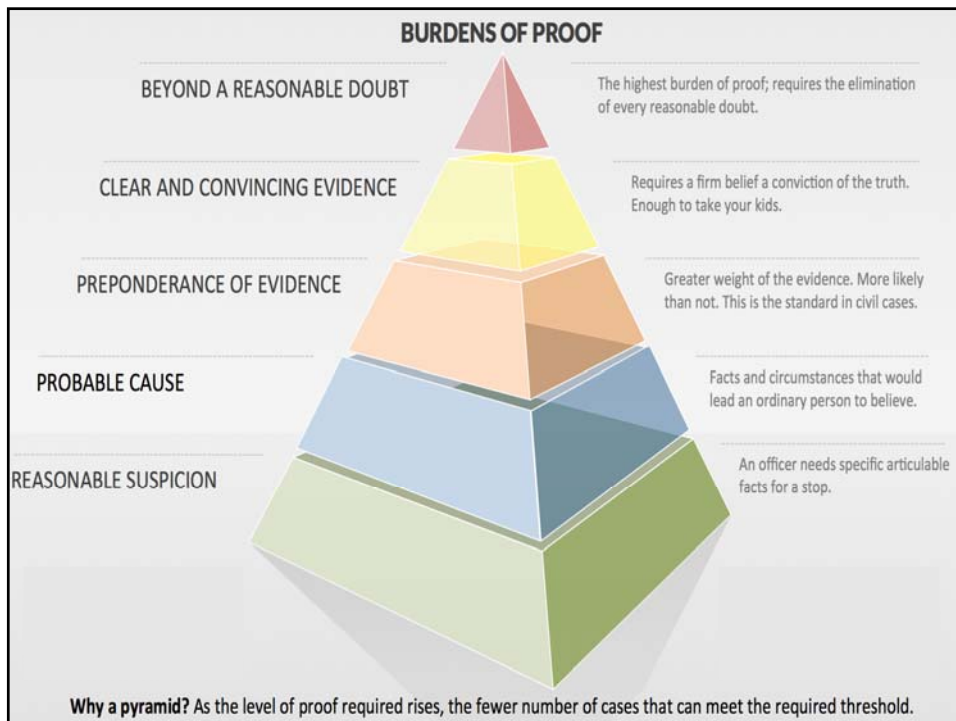 BURDENS OF PROOF
BEYOND A REASONABLE DOUBT
The highest burden of proof; requires the elimination
of every reasonable doubt.
CLEAR AND CONVINCING EVIDENCE
Requires a firm belief a conviction of the truth.
Enough to take your kids.
PREPONDERANCE OF EVIDENCE
Greater weight of the evidence. More likely
than not. This is the standard in civil cases.
PROBABLE CAUSE
Facts and circumstances that would
lead an ordinary person to believe.
REASONABLE SUSPICION
An officer needs specific articulable
facts for a stop.
Why a pyramid? As the level of proof required rises, the fewer number of cases that can meet the required threshold.